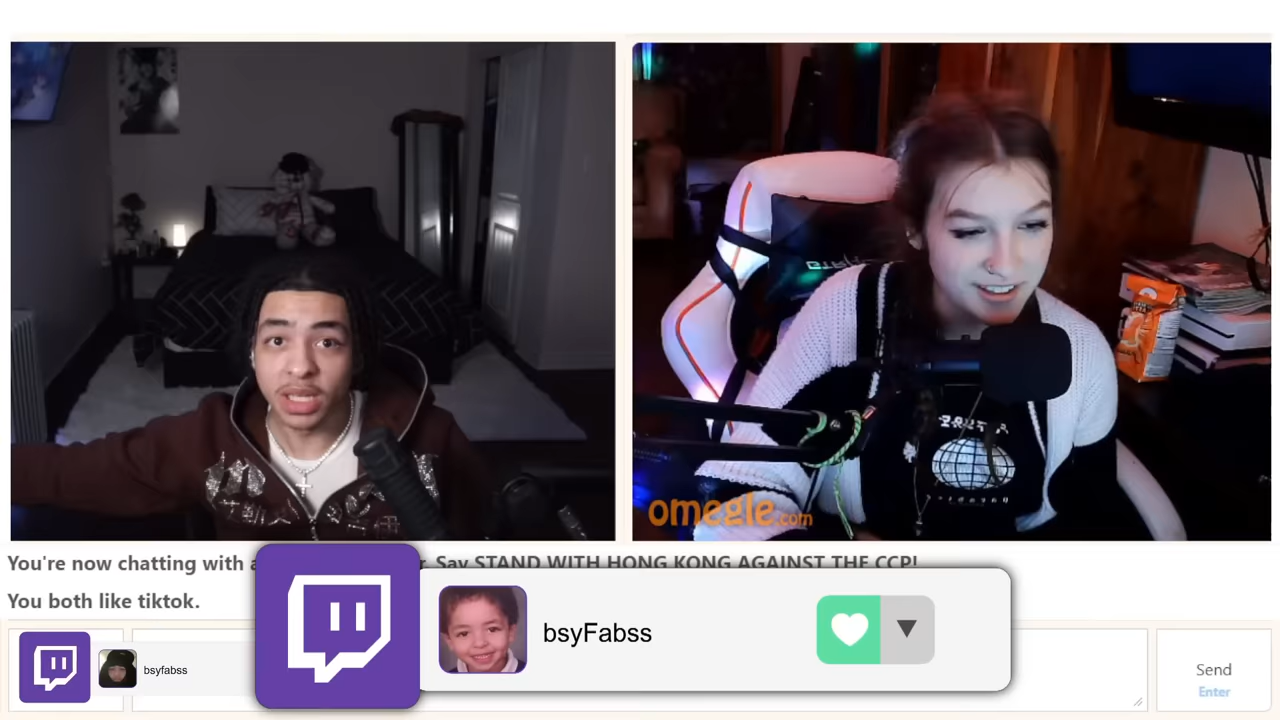 omegle.com
You're now chatting with a
r. Say STAND WITH HONG KONG AGAINST THE CCP!
You both like tiktok.
bsyFabss
bsyfabss
Send
Enter